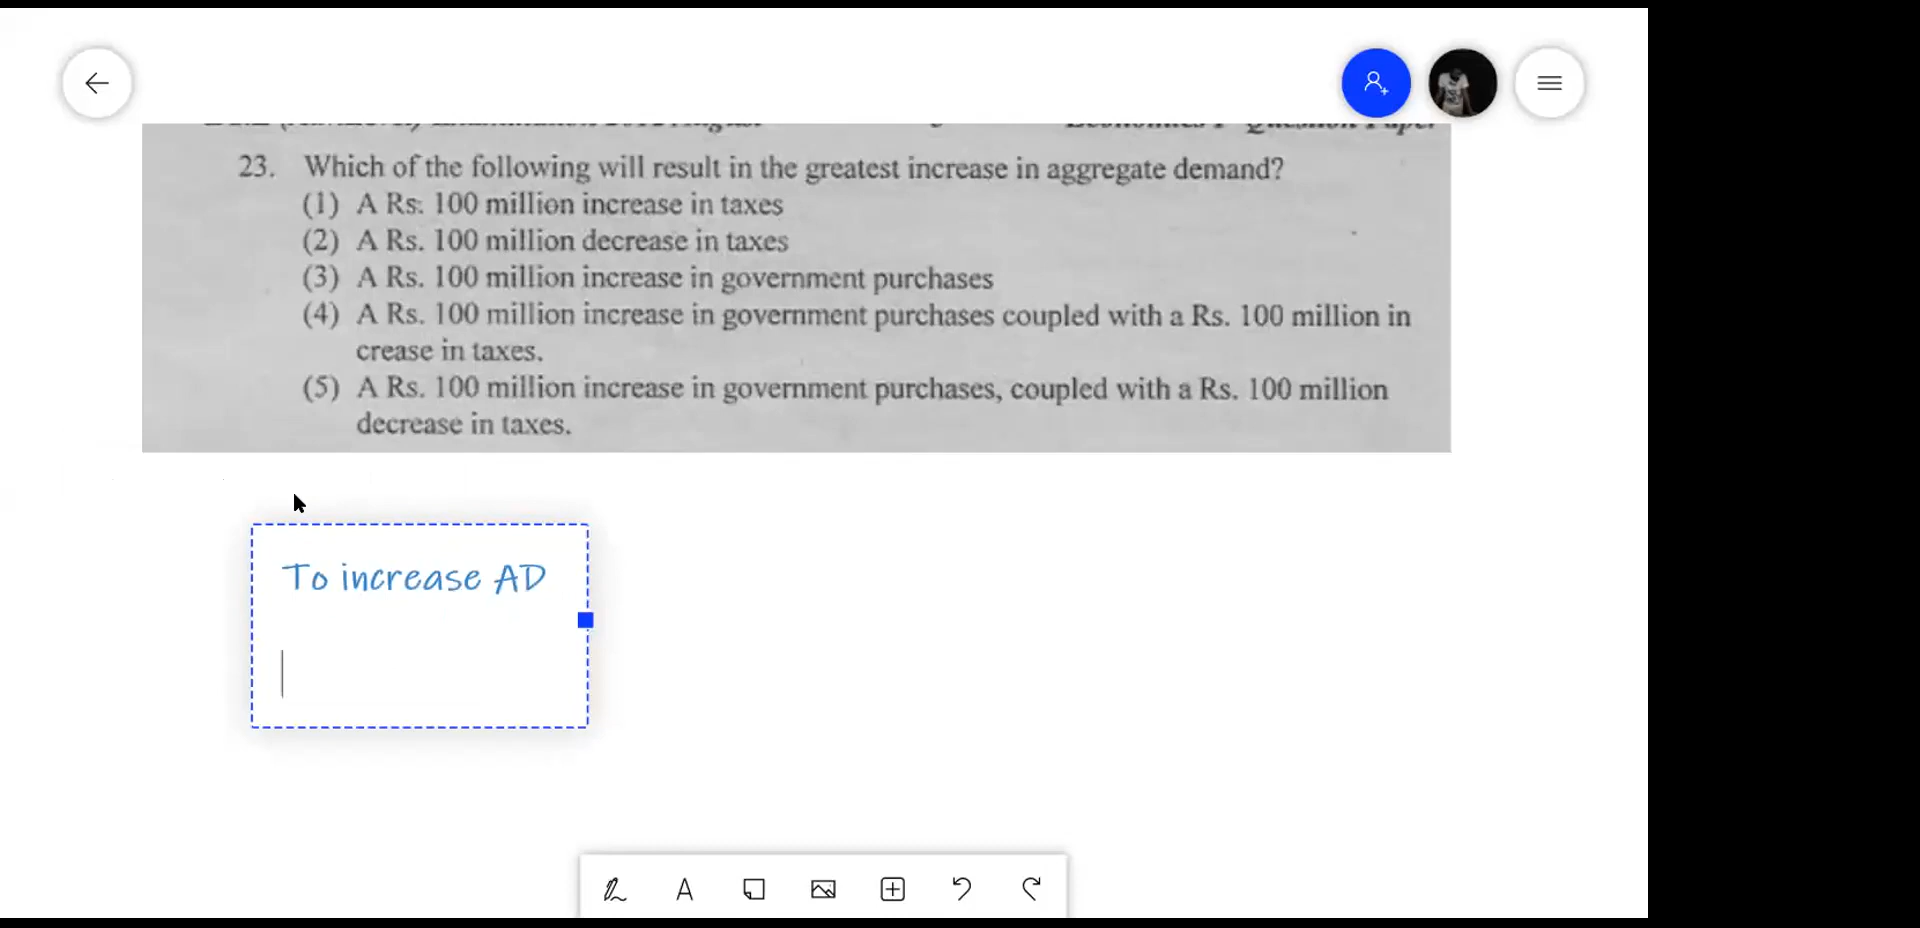 23. Which of the following will result in the greatest increase in aggregate demand?
(1) A Rs. 100 million increase in taxes
(2) A Rs. 100 million decrease in taxes
(3) A Rs. 100 million increase in government purchases
(4) A Rs. 100 million increase in government purchases coupled with a Rs. 100 million in
crease in taxes.
(5) A Rs. 100 million increase in government purchases, coupled with a Rs. 100 million
decrease in taxes.
To increase AD
A